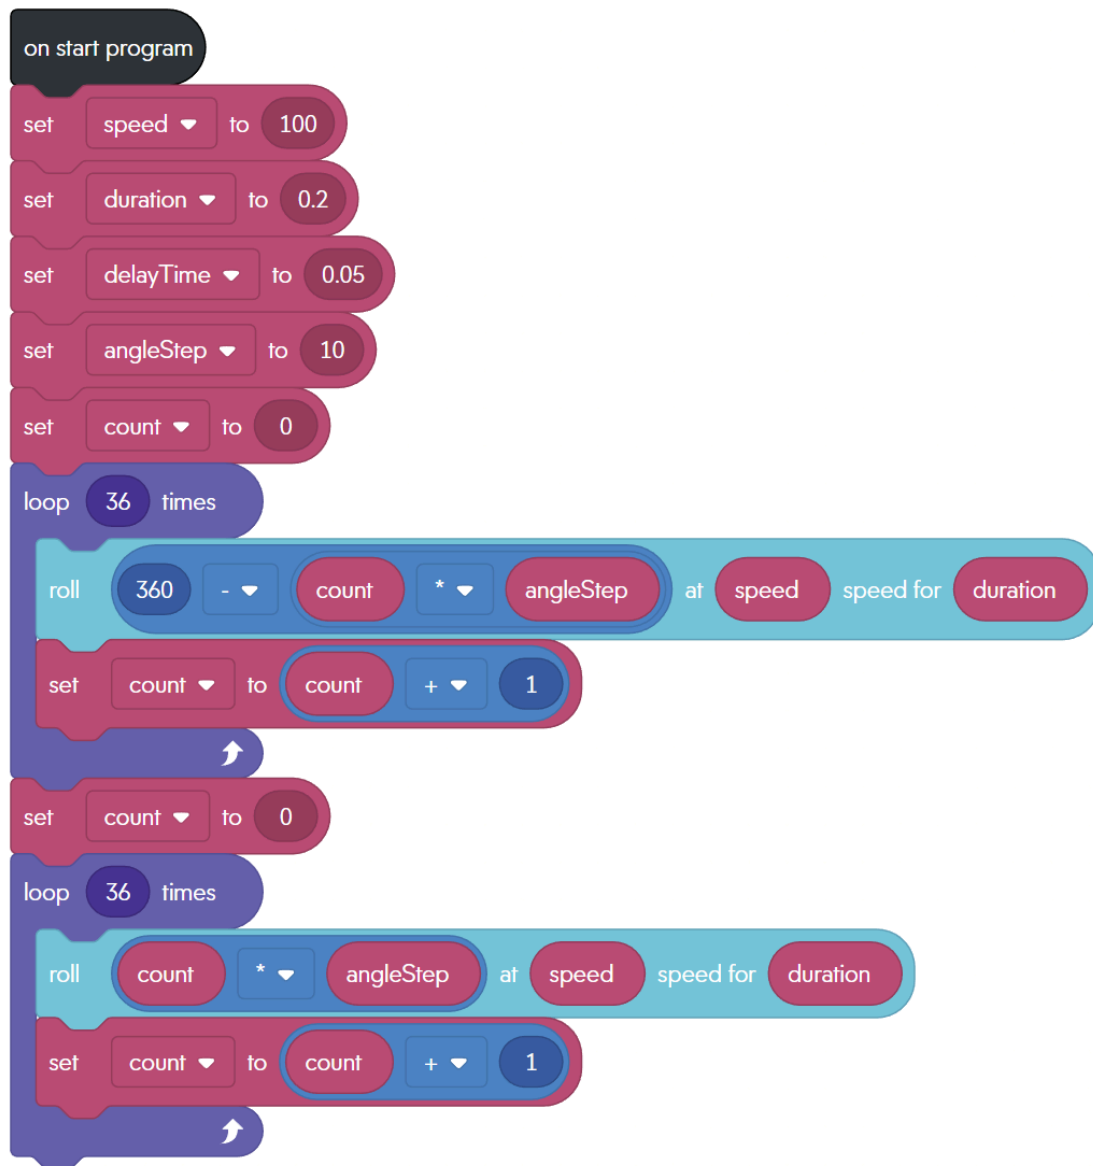 on start program
set speed to 100
set duration to 0.2
set delayTime to 0.05
set angleStep to 10
set count to 0
loop 36 times
roll 360 - count * angleStep at speed speed for duration
set count to count + 1
set count to 0
loop 36 times
roll count * angleStep at speed speed for duration
set count to count + 1